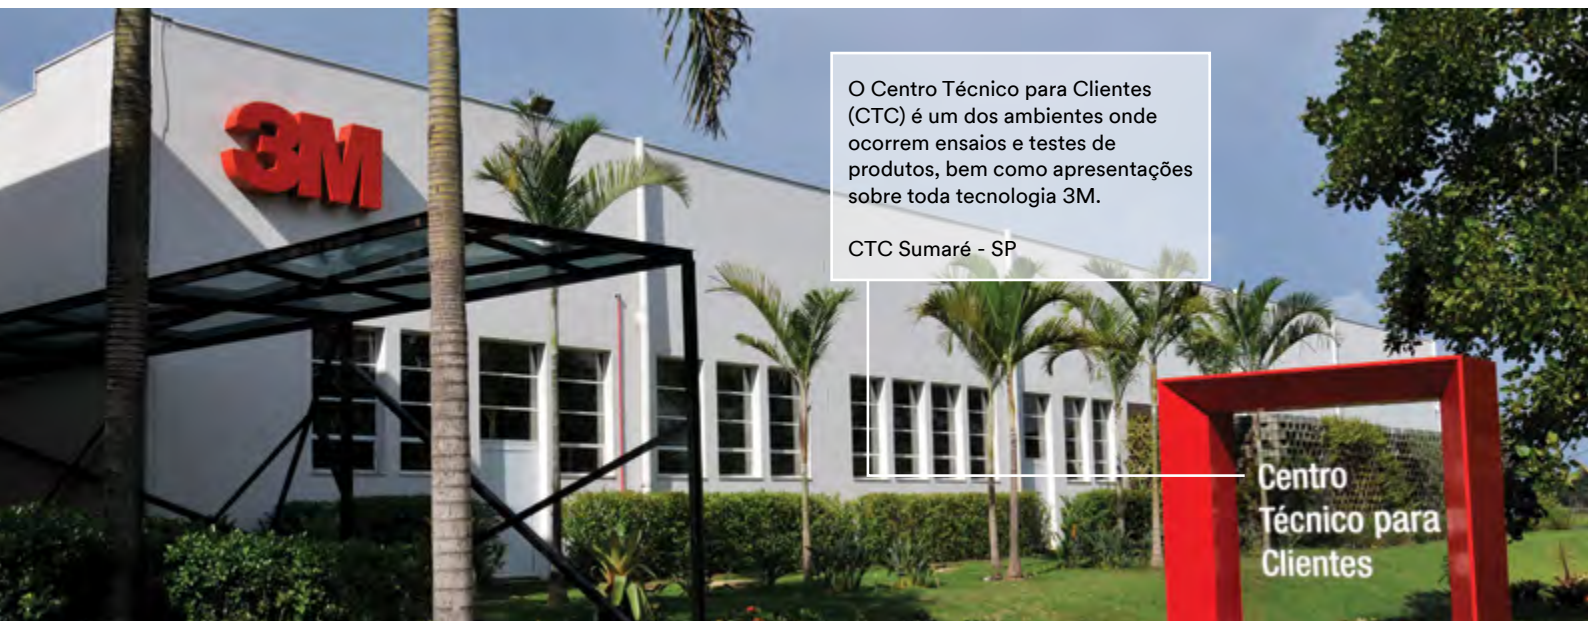 3M
O Centro Técnico para Clientes
(CTC) é um dos ambientes onde
ocorrem ensaios e testes de
produtos, bem como apresentações
sobre toda tecnologia 3M.
CTC Sumaré - SP
Centro
Técnico para
Clientes